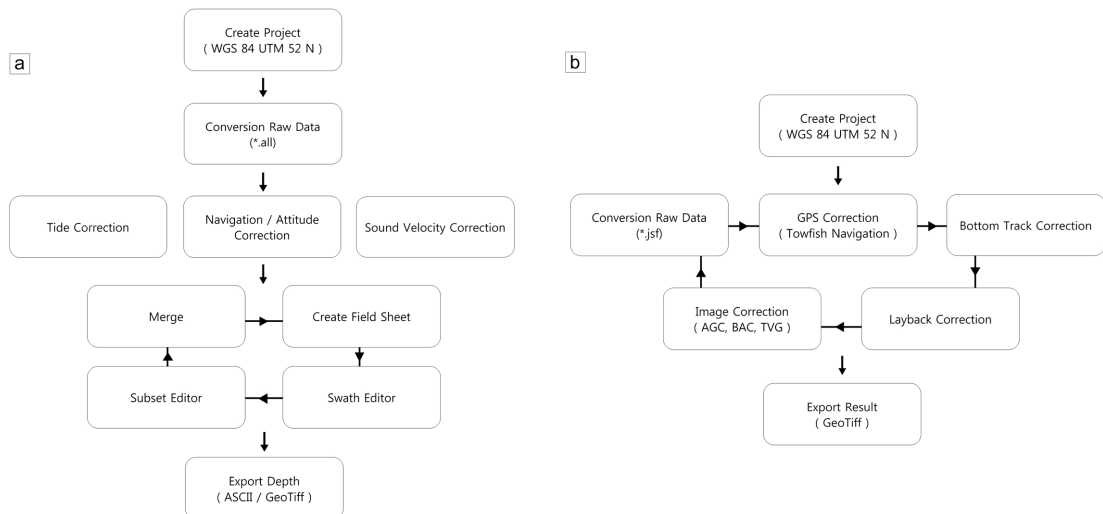 a
Create Project
( WGS 84 UTM 52 N )
Conversion Raw Data
(*.all)
Tide Correction
Navigation / Attitude
Correction
Sound Velocity Correction
Merge
Create Field Sheet
Subset Editor
Swath Editor
Export Depth
( ASCII / GeoTiff )
b
Create Project
( WGS 84 UTM 52 N )
Conversion Raw Data
(*.jsf)
GPS Correction
( Towfish Navigation )
Bottom Track Correction
Image Correction
( AGC, BAC, TVG )
Layback Correction
Export Result
( GeoTiff )